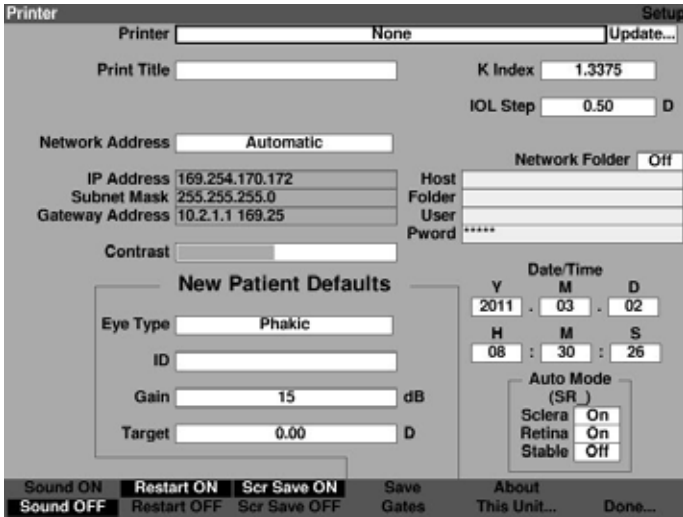 Printer Setup
Printer None Update...
Print Title K Index 1.3375
IOL Step 0.50 D
Network Address Automatic
Network Folder Off
IP Address 169.254.170.172 Host
Subnet Mask 255.255.255.0 Folder
Gateway Address 10.2.1.1 169.25 User
Pword *****
Contrast
New Patient Defaults
Date/Time
Y M D
2011 . 03 . 02
Eye Type Phakic
H M S
08 : 30 : 26
ID
Auto Mode
(SR_)
Gain 15 dB
Sclera On
Target 0.00 D
Retina On
Stable Off
Sound ON Restart ON Scr Save ON Save About
Sound OFF Restart OFF Scr Save OFF Gates This Unit... Done...